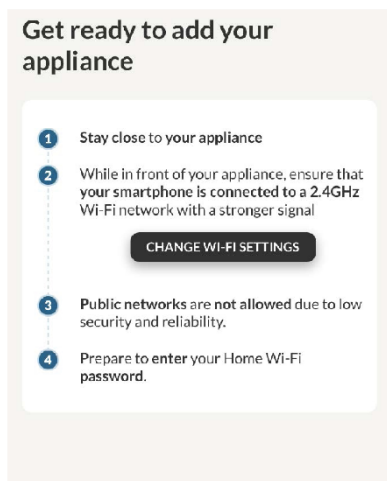 Get ready to add your
appliance
1 Stay close to your appliance
2 While in front of your appliance, ensure that
your smartphone is connected to a 2.4GHz
Wi-Fi network with a stronger signal
CHANGE WI-FI SETTINGS
3 Public networks are not allowed due to low
security and reliability.
4 Prepare to enter your Home Wi-Fi
password.